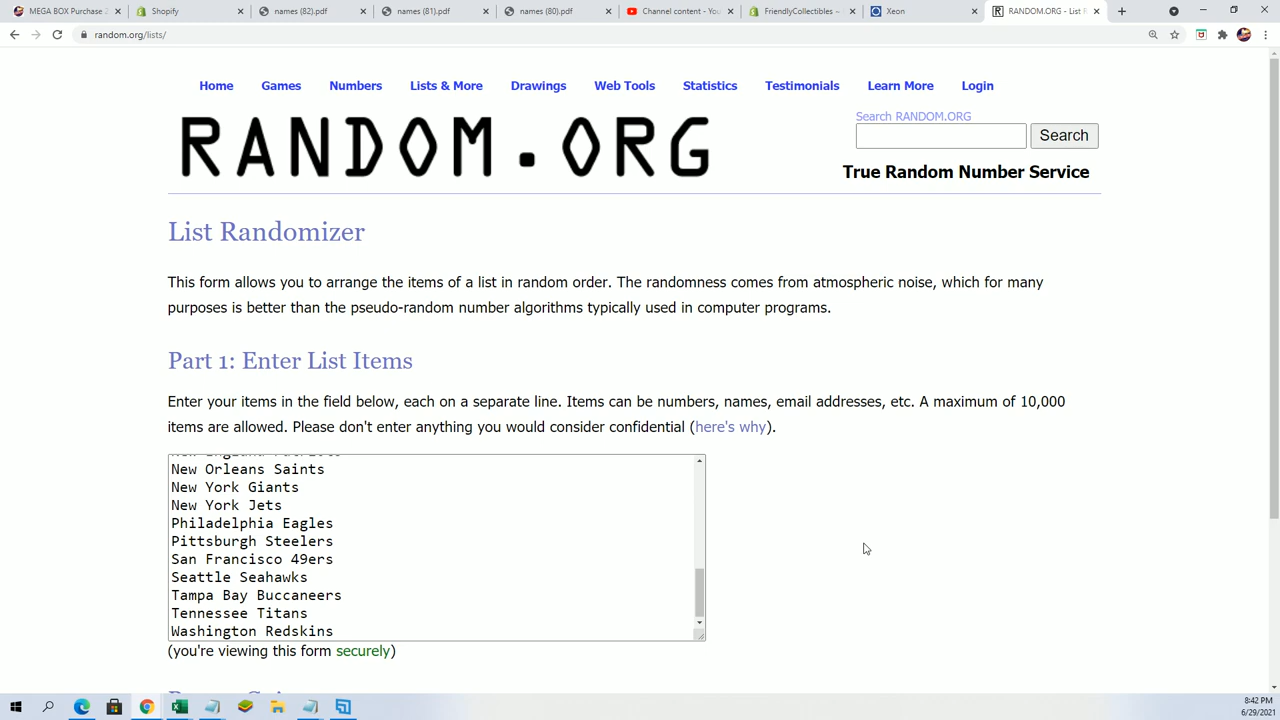 MEGA BOX Purchase 2
Shopify
names (82).pdf
names (81).pdf
names (80).pdf
Channel content - You
FriendlyCollectibles –
Xeon
RANDOM.ORG - List R
random.org/lists/
Home Games Numbers Lists & More Drawings Web Tools Statistics Testimonials Learn More Login
Search RANDOM.ORG
RANDOM.ORG
Search
True Random Number Service
List Randomizer
This form allows you to arrange the items of a list in random order. The randomness comes from atmospheric noise, which for many
purposes is better than the pseudo-random number algorithms typically used in computer programs.
Part 1: Enter List Items
Enter your items in the field below, each on a separate line. Items can be numbers, names, email addresses, etc. A maximum of 10,000
items are allowed. Please don't enter anything you would consider confidential (here's why).
New England Patriots
New Orleans Saints
New York Giants
New York Jets
Philadelphia Eagles
Pittsburgh Steelers
San Francisco 49ers
Seattle Seahawks
Tampa Bay Buccaneers
Tennessee Titans
Washington Redskins
(you're viewing this form securely)
8:42 PM
6/29/2021